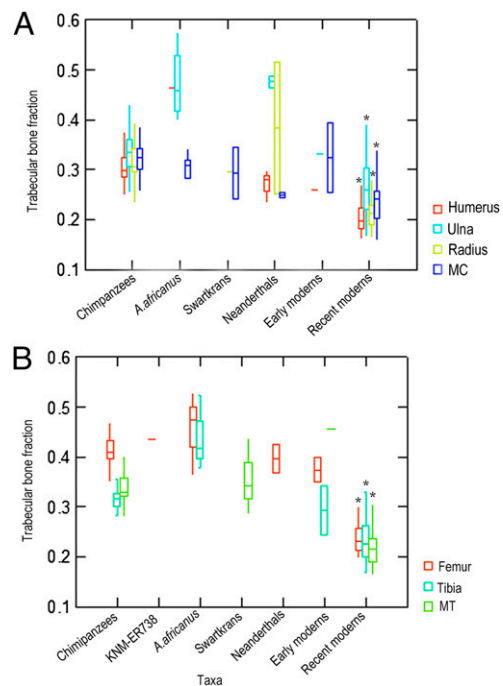 A
Trabecular bone fraction
0.6
0.5
0.4
0.3
0.2
0.1
* * * *
Humerus
Ulna
Radius
MC
Chimpanzees
A.africanus
Swartkrans
Neanderthals
Early moderns
Recent moderns
B
Trabecular bone fraction
0.6
0.5
0.4
0.3
0.2
0.1
* * *
Femur
Tibia
MT
Chimipanzees
KNM-ER738
A.africanus
Swartkrans
Neanderthals
Early moderns
Recent moderns
Taxa